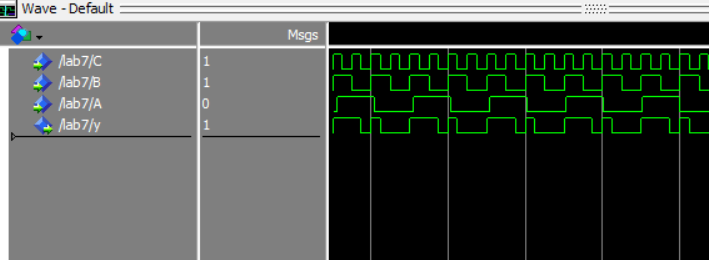 Wave - Default
Msgs
/lab7/C 1
/lab7/B 1
/lab7/A 0
/lab7/y 1